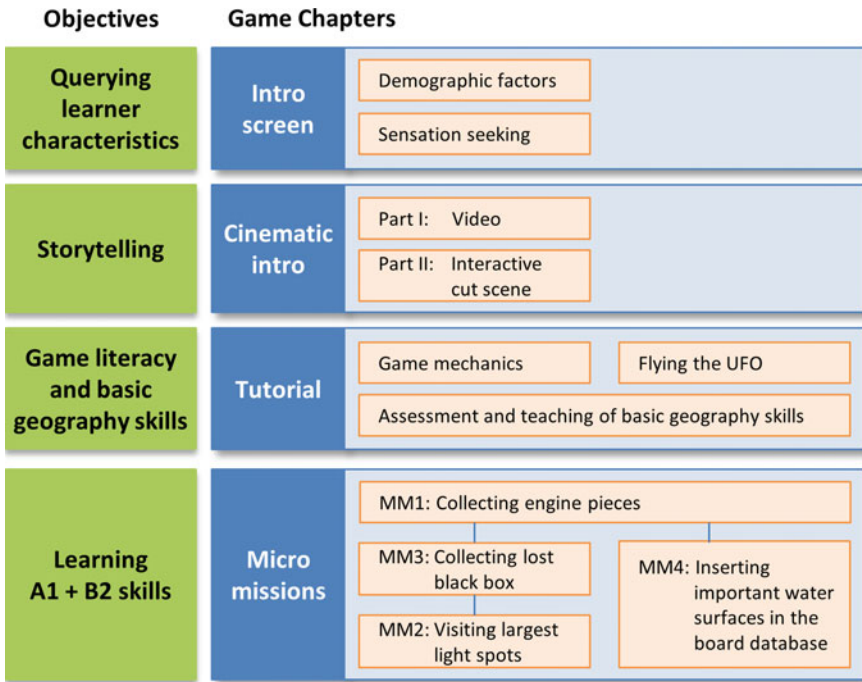 Objectives
Game Chapters
Querying
learner
characteristics
Intro
screen
Demographic factors
Sensation seeking
Storytelling
Cinematic
intro
Part I: Video
Part II: Interactive
cut scene
Game literacy
and basic
geography skills
Tutorial
Game mechanics
Flying the UFO
Assessment and teaching of basic geography skills
Learning
A1 + B2 skills
Micro
missions
MM1: Collecting engine pieces
MM3: Collecting lost
black box
MM2: Visiting largest
light spots
MM4: Inserting
important water
surfaces in the
board database